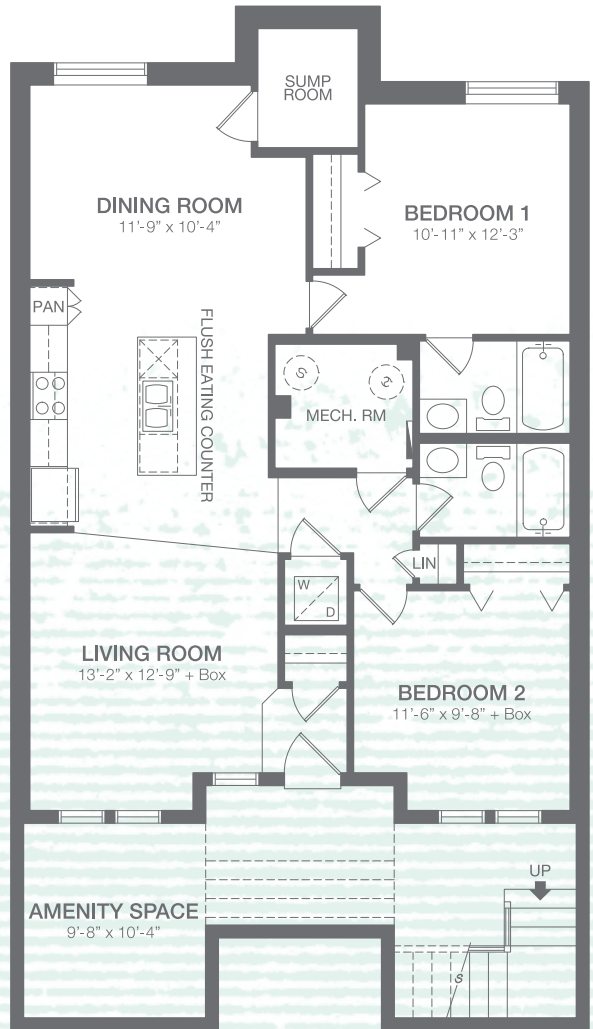 SUMP
ROOM
DINING ROOM
11'-9" x 10'-4"
BEDROOM 1
10'-11" x 12'-3"
PAN
FLUSH EATING COUNTER
S
MECH. RM
LIN
W
D
LIVING ROOM
13'-2" x 12'-9" + Box
BEDROOM 2
11'-6" x 9'-8" + Box
UP
AMENITY SPACE
9'-8" x 10'-4"
S